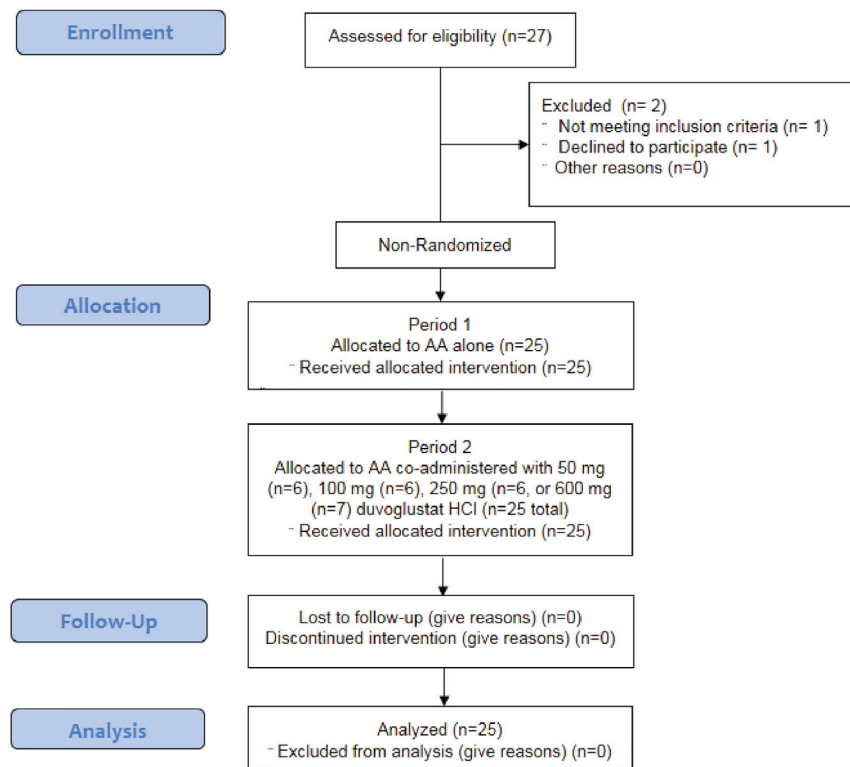 Enrollment
Assessed for eligibility (n=27)
Excluded (n= 2)
¨ Not meeting inclusion criteria (n= 1)
¨ Declined to participate (n= 1)
¨ Other reasons (n=0)
Non-Randomized
Allocation
Period 1
Allocated to AA alone (n=25)
¨ Received allocated intervention (n=25)
¨
Period 2
Allocated to AA co-administered with 50 mg
(n=6), 100 mg (n=6), 250 mg (n=6, or 600 mg
(n=7) duvoglustat HCl (n=25 total)
¨ Received allocated intervention (n=25)
Follow-Up
Lost to follow-up (give reasons) (n=0)
Discontinued intervention (give reasons) (n=0)
Analysis
Analyzed (n=25)
¨ Excluded from analysis (give reasons) (n=0)